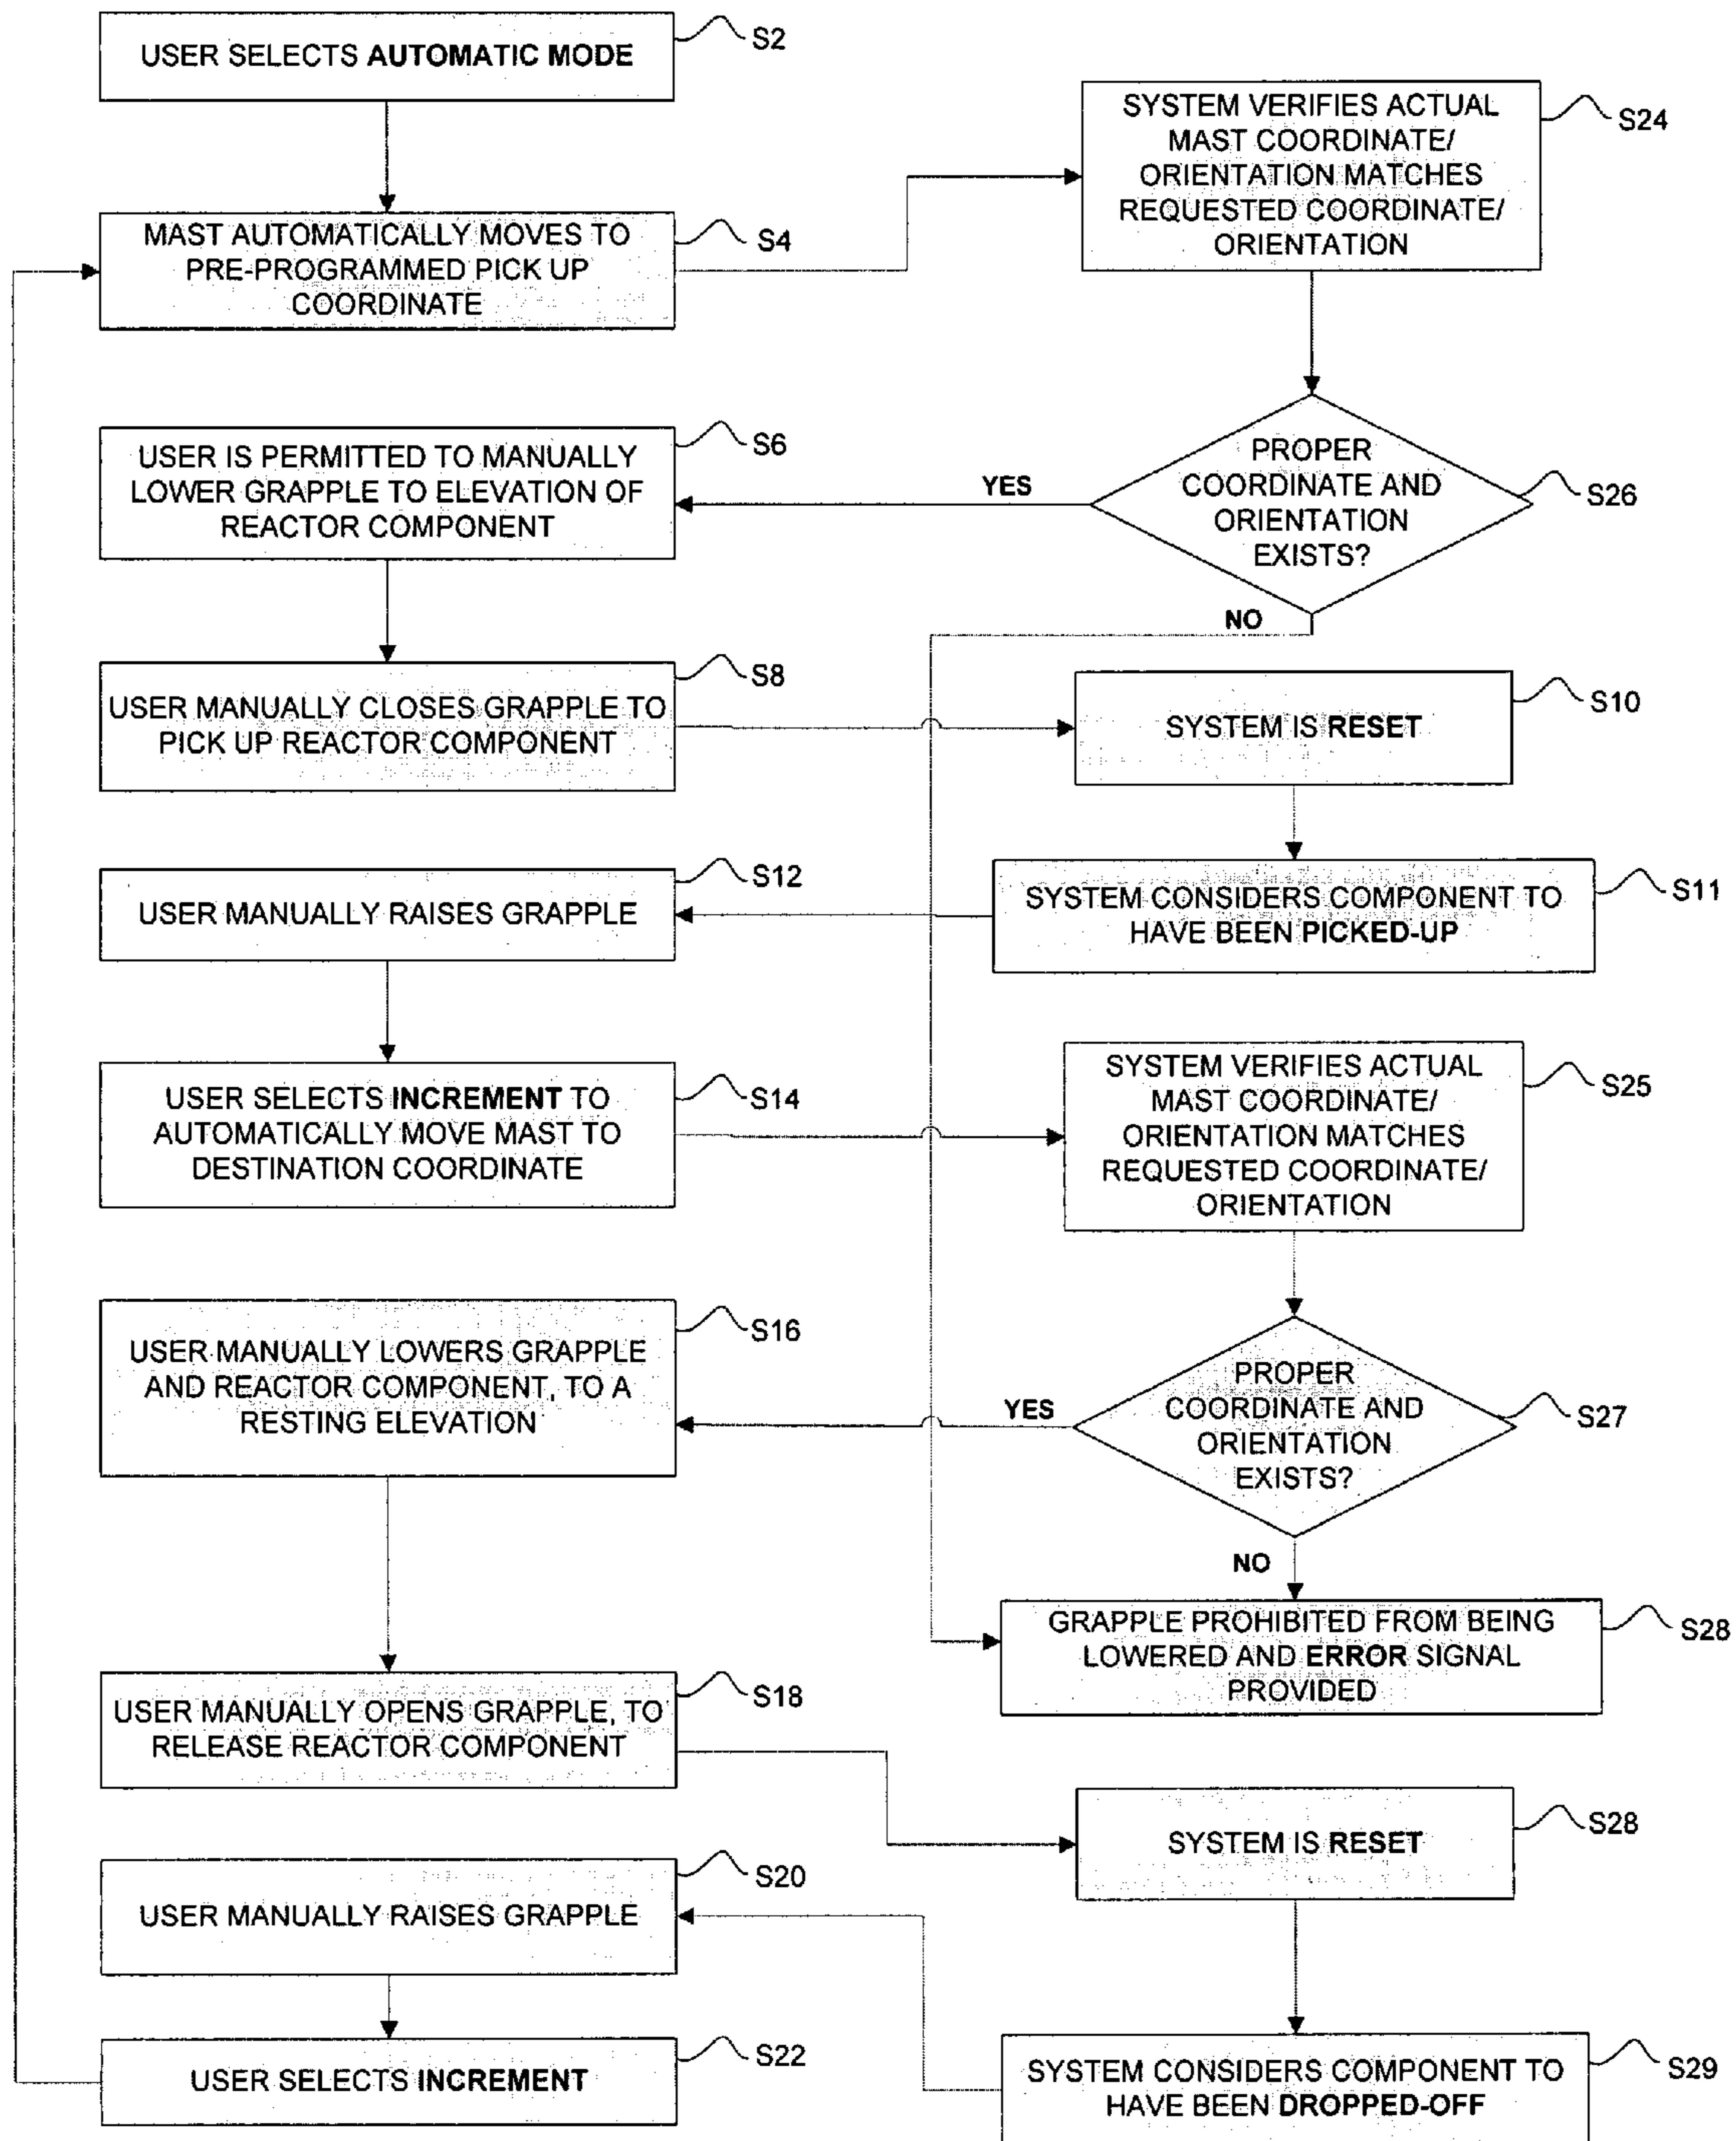 USER SELECTS AUTOMATIC MODE
S2
MAST AUTOMATICALLY MOVES TO
PRE-PROGRAMMED PICK UP
COORDINATE
S4
SYSTEM VERIFIES ACTUAL
MAST COORDINATE/
ORIENTATION MATCHES
REQUESTED COORDINATE/
ORIENTATION
S24
USER IS PERMITTED TO MANUALLY
LOWER GRAPPLE TO ELEVATION OF
REACTOR COMPONENT
S6
YES
PROPER
COORDINATE AND
ORIENTATION
EXISTS?
S26
NO
USER MANUALLY CLOSES GRAPPLE TO
PICK UP REACTOR COMPONENT
S8
SYSTEM IS RESET
S10
USER MANUALLY RAISES GRAPPLE
S12
SYSTEM CONSIDERS COMPONENT TO
HAVE BEEN PICKED-UP
S11
USER SELECTS INCREMENT TO
AUTOMATICALLY MOVE MAST TO
DESTINATION COORDINATE
S14
SYSTEM VERIFIES ACTUAL
MAST COORDINATE/
ORIENTATION MATCHES
REQUESTED COORDINATE/
ORIENTATION
S25
USER MANUALLY LOWERS GRAPPLE
AND REACTOR COMPONENT, TO A
RESTING ELEVATION
S16
YES
PROPER
COORDINATE AND
ORIENTATION
EXISTS?
S27
NO
GRAPPLE PROHIBITED FROM BEING
LOWERED AND ERROR SIGNAL
PROVIDED
S28
USER MANUALLY OPENS GRAPPLE, TO
RELEASE REACTOR COMPONENT
S18
SYSTEM IS RESET
S28
USER MANUALLY RAISES GRAPPLE
S20
USER SELECTS INCREMENT
S22
SYSTEM CONSIDERS COMPONENT TO
HAVE BEEN DROPPED-OFF
S29